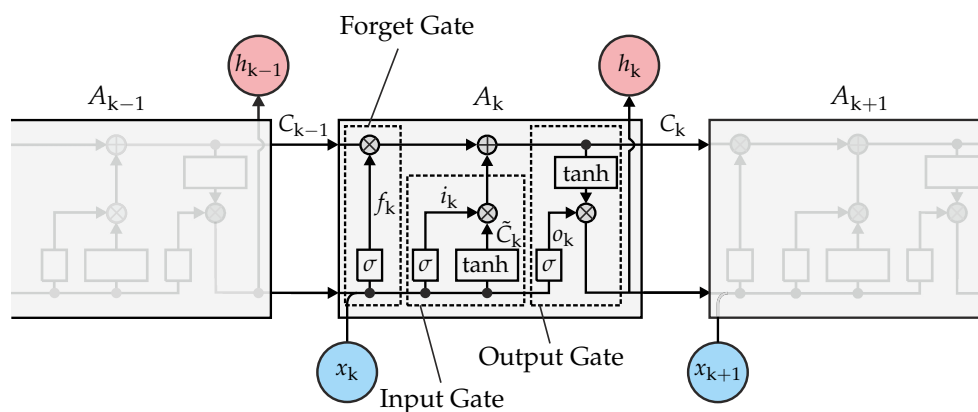 Forget Gate
h_{k−1}
h_k
A_{k−1}
A_k
A_{k+1}
C_{k−1}
C_k
tanh
f_k
i_k
C̃_k
o_k
σ
σ
tanh
σ
x_k
Output Gate
x_{k+1}
Input Gate